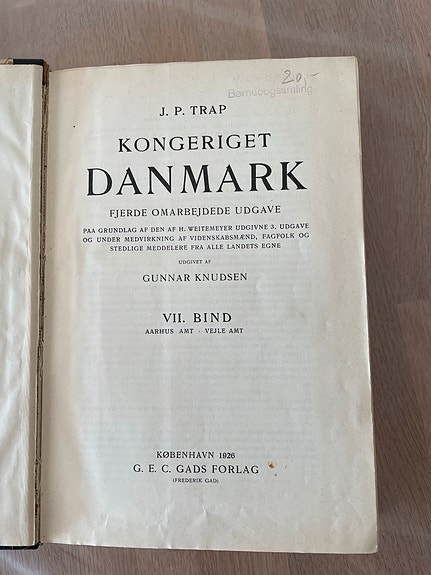 20,-
Børnebogsamling
J. P. TRAP
KONGERIGET
DANMARK
FJERDE OMARBEJDEDE UDGAVE
PAA GRUNDLAG AF DEN AF H. WEITEMEYER UDGIVNE 3. UDGAVE
OG UNDER MEDVIRKNING AF VIDENSKABSMÆND, FAGFOLK OG
STEDLIGE MEDDELERE FRA ALLE LANDETS EGNE
UDGIVET AF
GUNNAR KNUDSEN
VII. BIND
AARHUS AMT - VEJLE AMT
KØBENHAVN 1926
G. E. C. GADS FORLAG
(FREDERIK GAD)